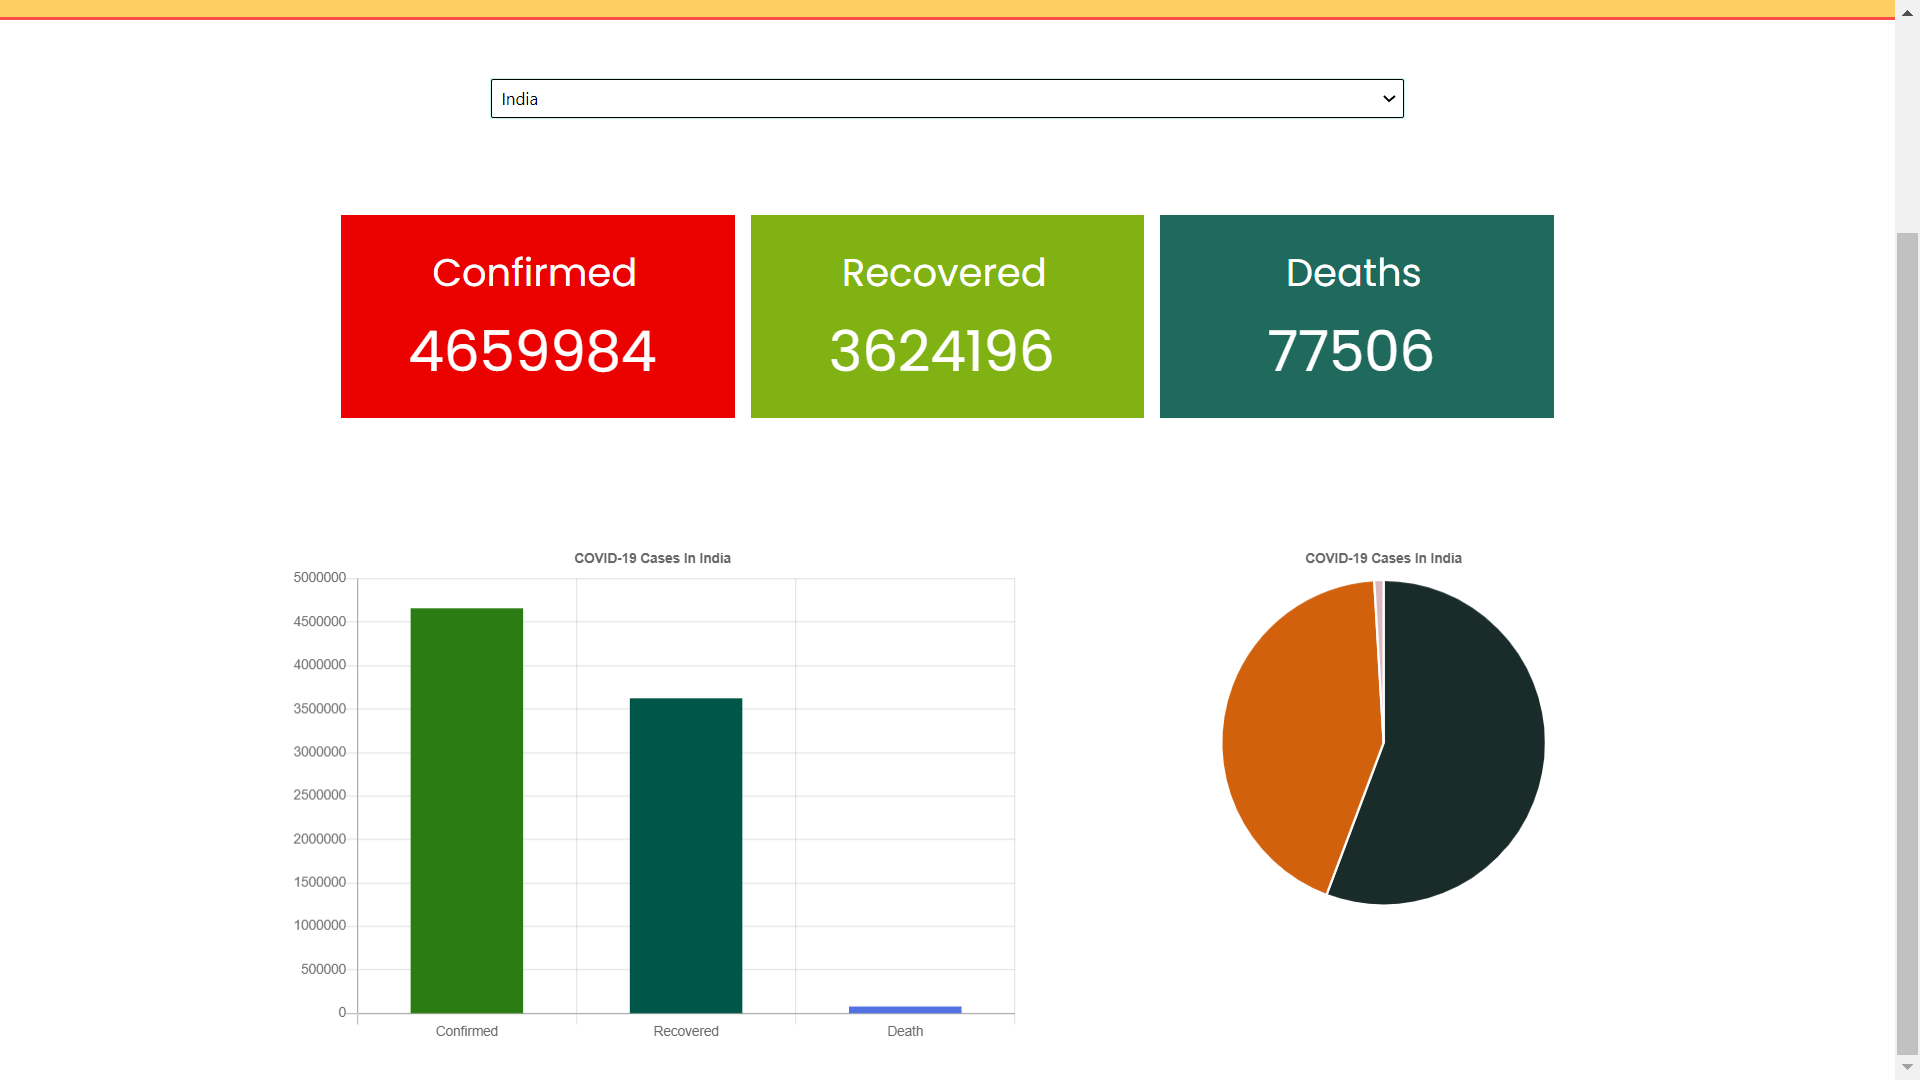 India
Confirmed
4659984
Recovered
3624196
Deaths
77506
COVID-19 Cases In India
5000000
4500000
4000000
3500000
3000000
2500000
2000000
1500000
1000000
500000
0
Confirmed Recovered Death
COVID-19 Cases In India